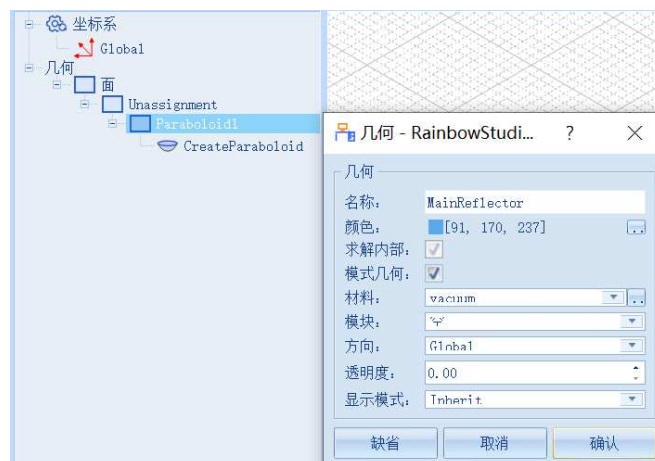 坐标系
Global
几何
面
Unassignment
Paraboloid1
CreateParaboloid
几何 - RainbowStudi... ?
几何
名称: MainReflector
颜色: [91, 170, 237]
求解内部:
模式几何:
材料: vacuum
模块:
方向: Global
透明度: 0.00
显示模式: Inherit
缺省 取消 确认